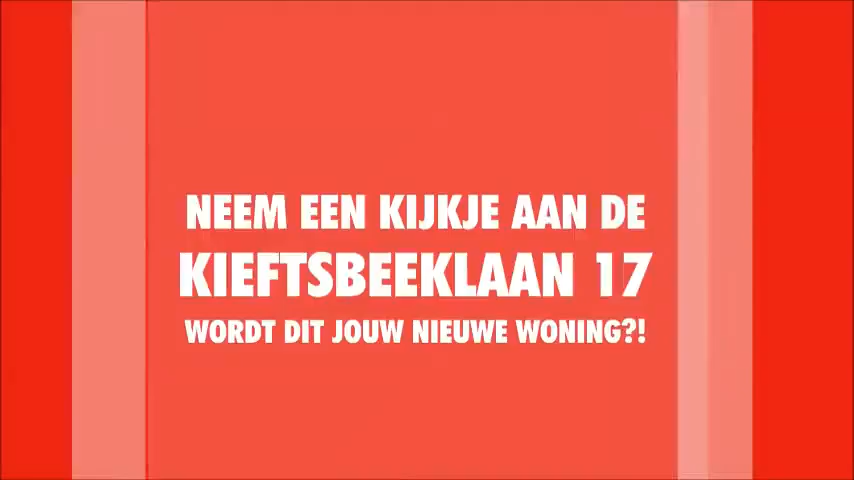 NEEM EEN KIJKJE AAN DE
KIEFTSBEEKLAAN 17
WORDT DIT JOUW NIEUWE WONING?!